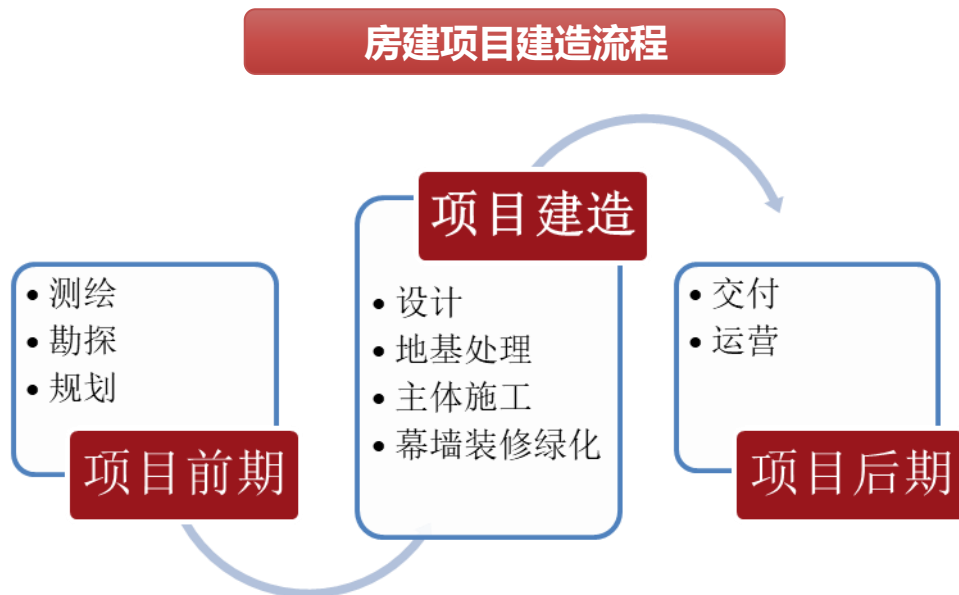 房建项目建造流程
• 测绘
• 勘探
• 规划
项目前期
项目建造
• 设计
• 地基处理
• 主体施工
• 幕墙装修绿化
• 交付
• 运营
项目后期